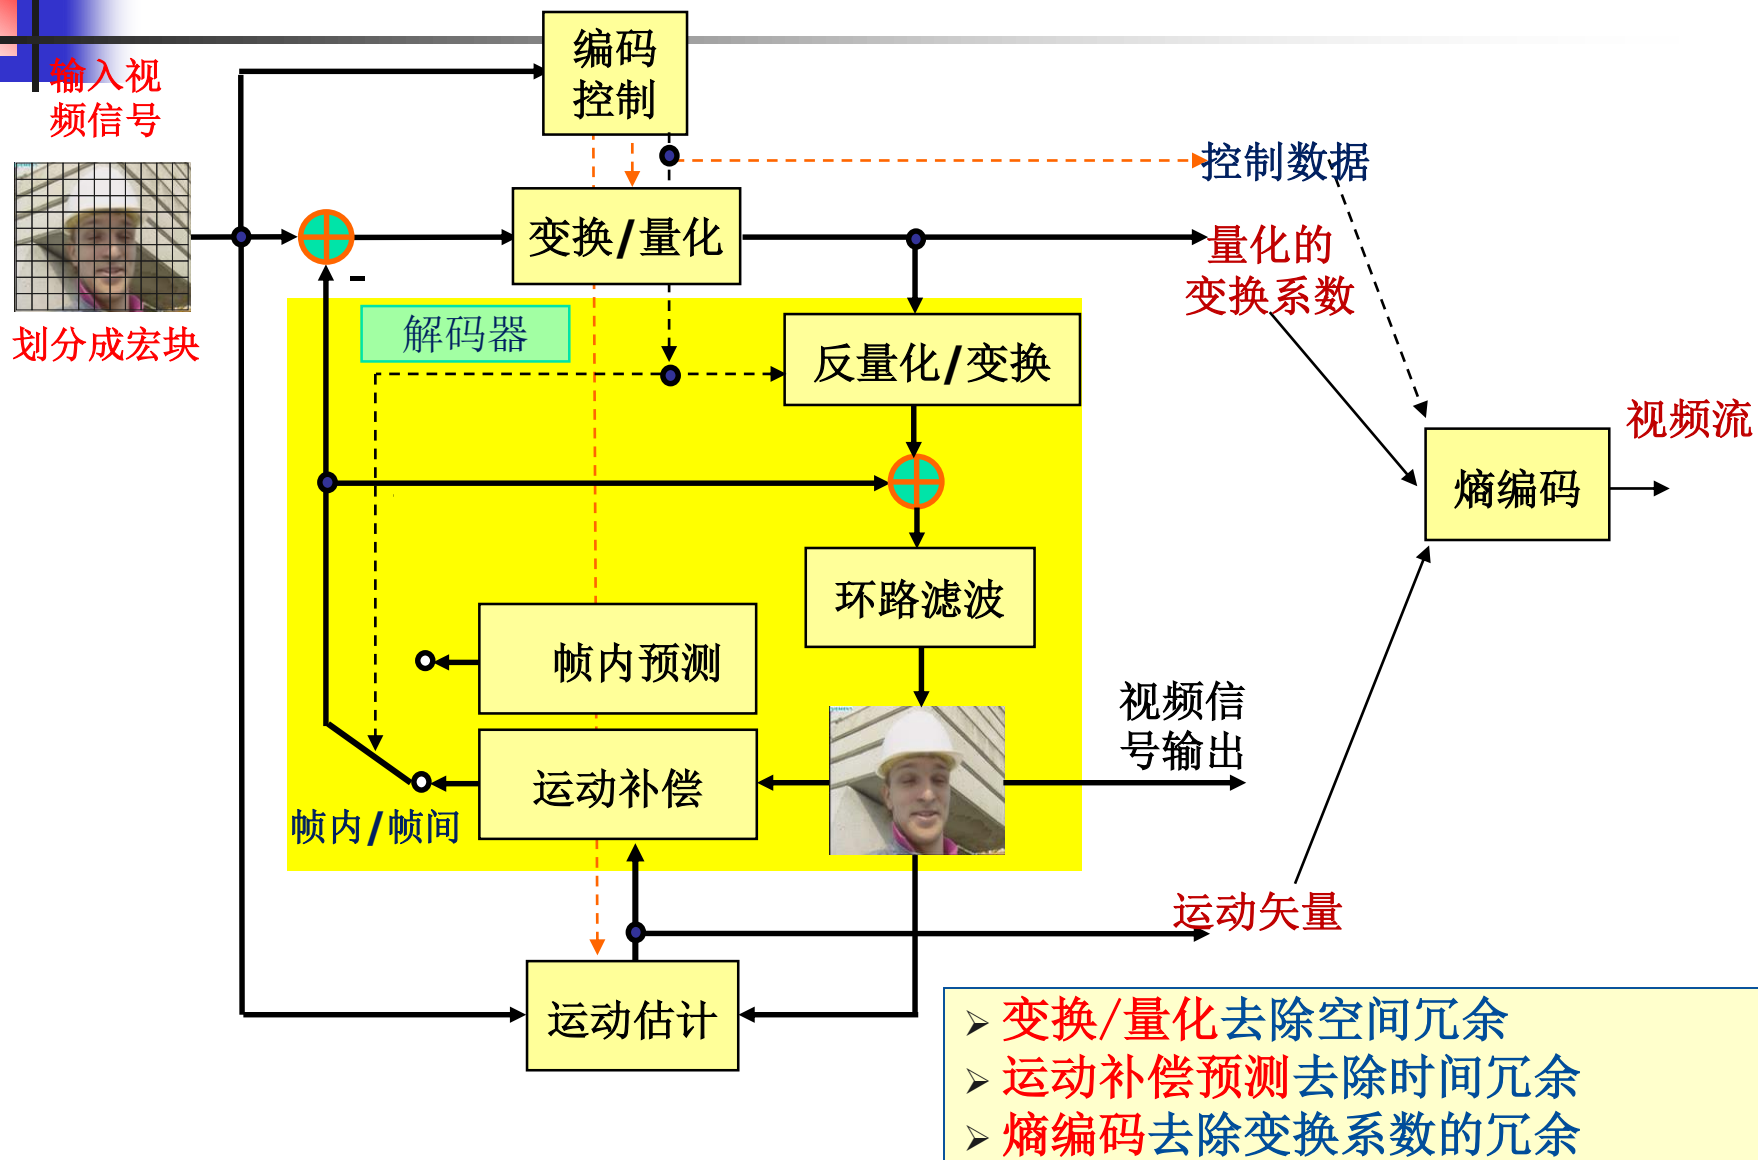 编码
控制
输入视
频信号
控制数据
变换/量化
量化的
变换系数
划分成宏块
解码器
反量化/变换
视频流
熵编码
环路滤波
帧内预测
视频信
号输出
运动补偿
帧内/帧间
运动矢量
运动估计
变换/量化去除空间冗余
运动补偿预测去除时间冗余
熵编码去除变换系数的冗余